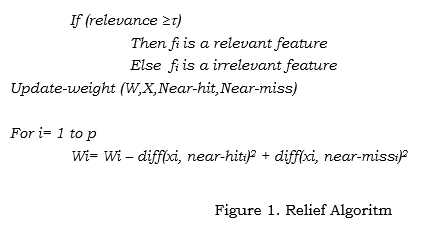 If (relevance ≥τ)
Then fi is a relevant feature
Else fi is a irrelevant feature
Update-weight (W,X,Near-hit,Near-miss)
For i= 1 to p
Wi= Wi – diff(xi, near-hiti)² + diff(xi, near-missi)²
Figure 1. Relief Algoritm